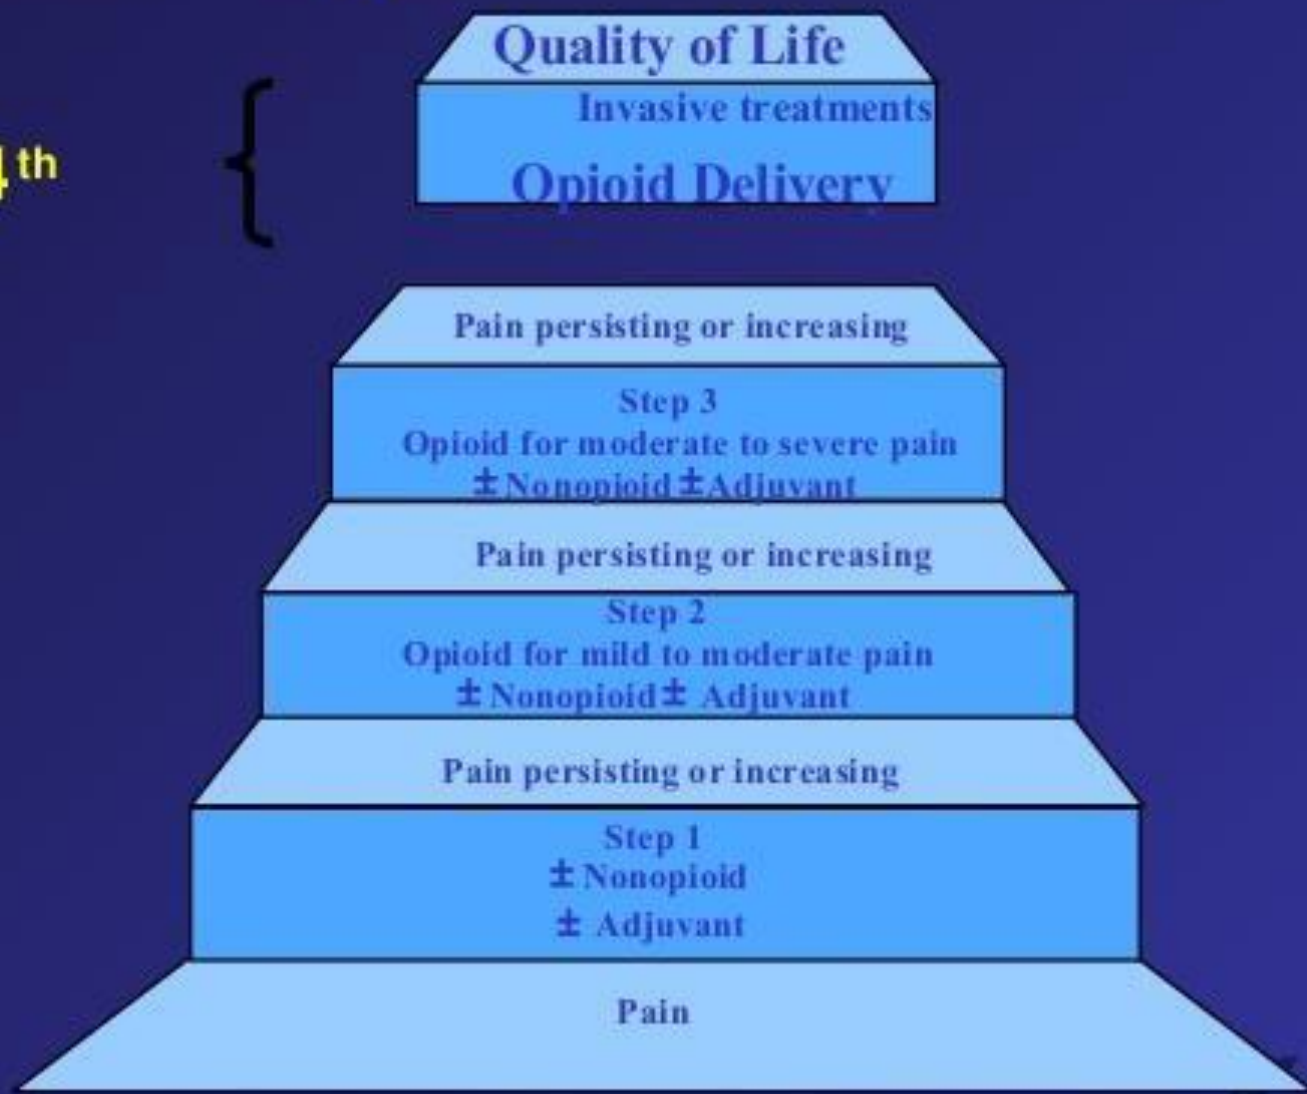 Quality of Life
Invasive treatments
4th
Opioid Delivery
Pain persisting or increasing
Step 3
Opioid for moderate to severe pain
± Nonopioid ± Adjuvant
Pain persisting or increasing
Step 2
Opioid for mild to moderate pain
± Nonopioid ± Adjuvant
Pain persisting or increasing
Step 1
± Nonopioid
± Adjuvant
Pain